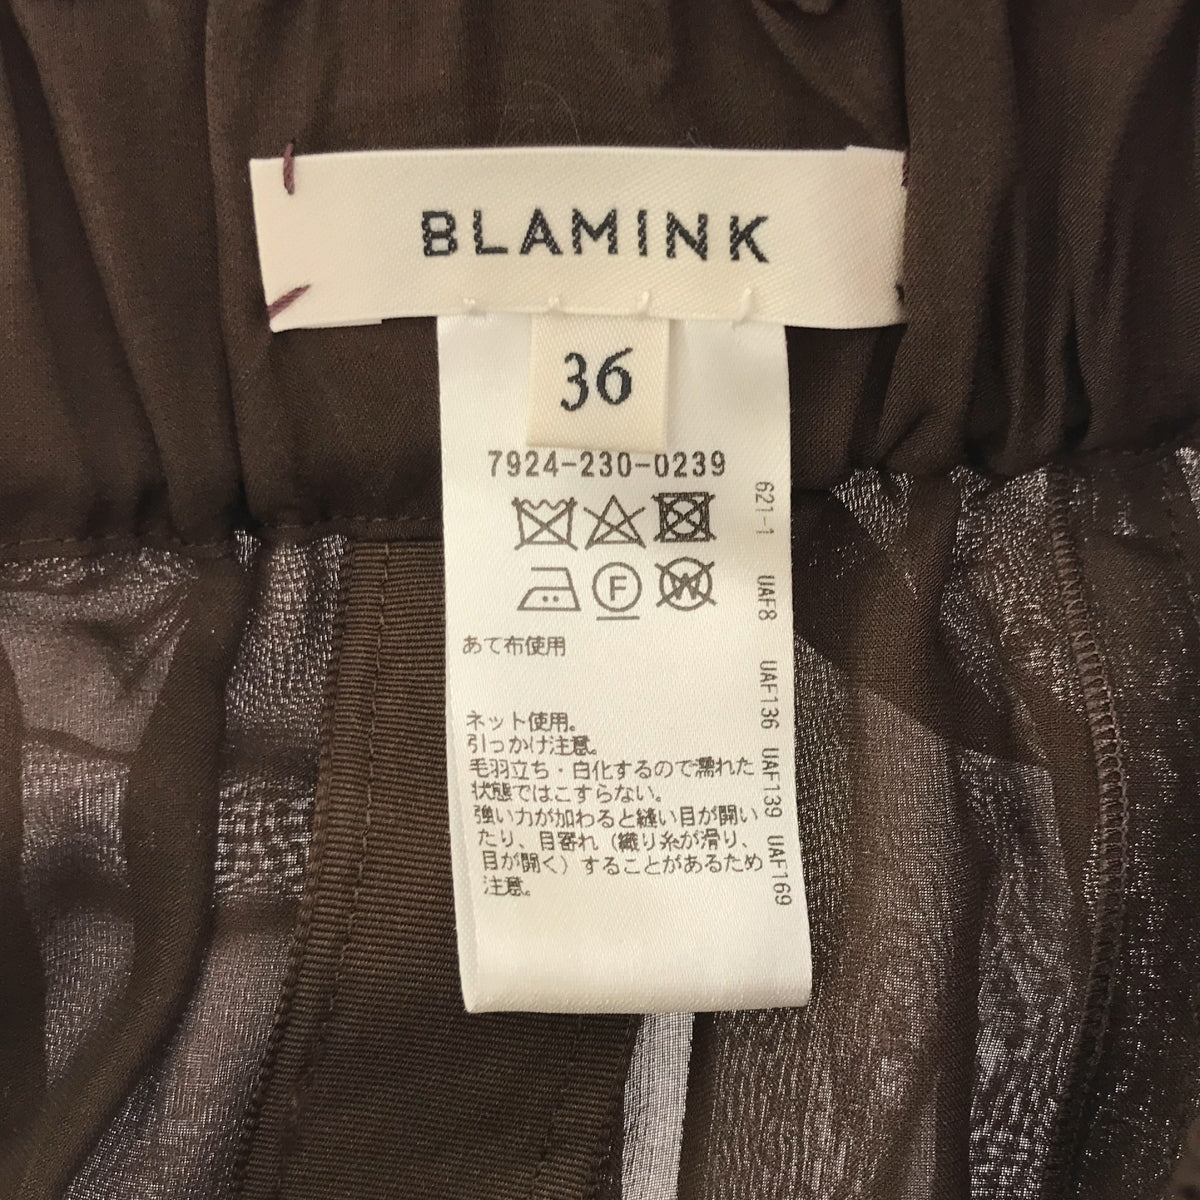 BLAMINK
36
7924-230-0239
F
W
あて布使用
ネット使用。
引っかけ注意。
毛羽立ち・白化するので濡れた
状態ではこすらない。
強い力が加わると縫い目が開い
たり、目寄れ（織り糸が滑り、
目が開く）することがあるため
注意。
621-1 UAF8 UAF136 UAF139 UAF169